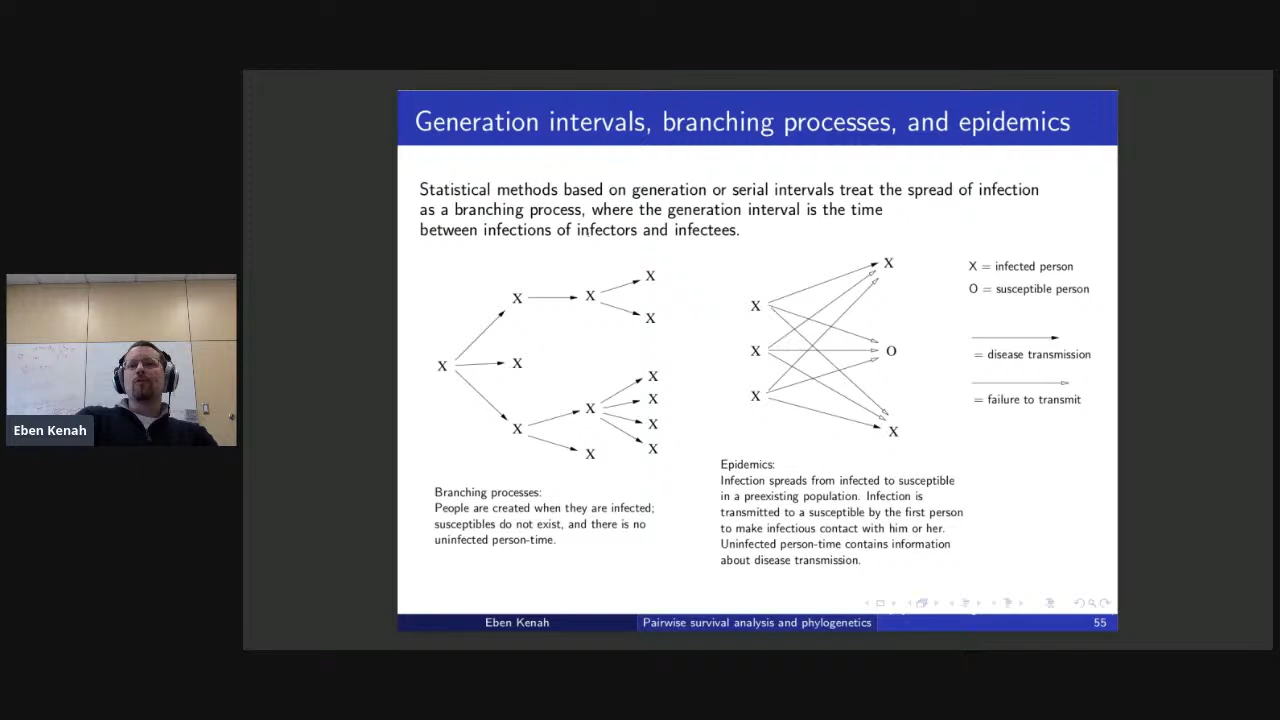 Generation intervals, branching processes, and epidemics
Statistical methods based on generation or serial intervals treat the spread of infection
as a branching process, where the generation interval is the time
between infections of infectors and infectees.
X
X
X
X
X
X
X
X
X
X
X
X
X
Branching processes:
People are created when they are infected;
susceptibles do not exist, and there is no
uninfected person-time.
X
X
X
X
O
X
Epidemics:
Infection spreads from infected to susceptible
in a preexisting population. Infection is
transmitted to a susceptible by the first person
to make infectious contact with him or her.
Uninfected person-time contains information
about disease transmission.
X = infected person
O = susceptible person
= disease transmission
= failure to transmit
Eben Kenah
Eben Kenah
Pairwise survival analysis and phylogenetics
55